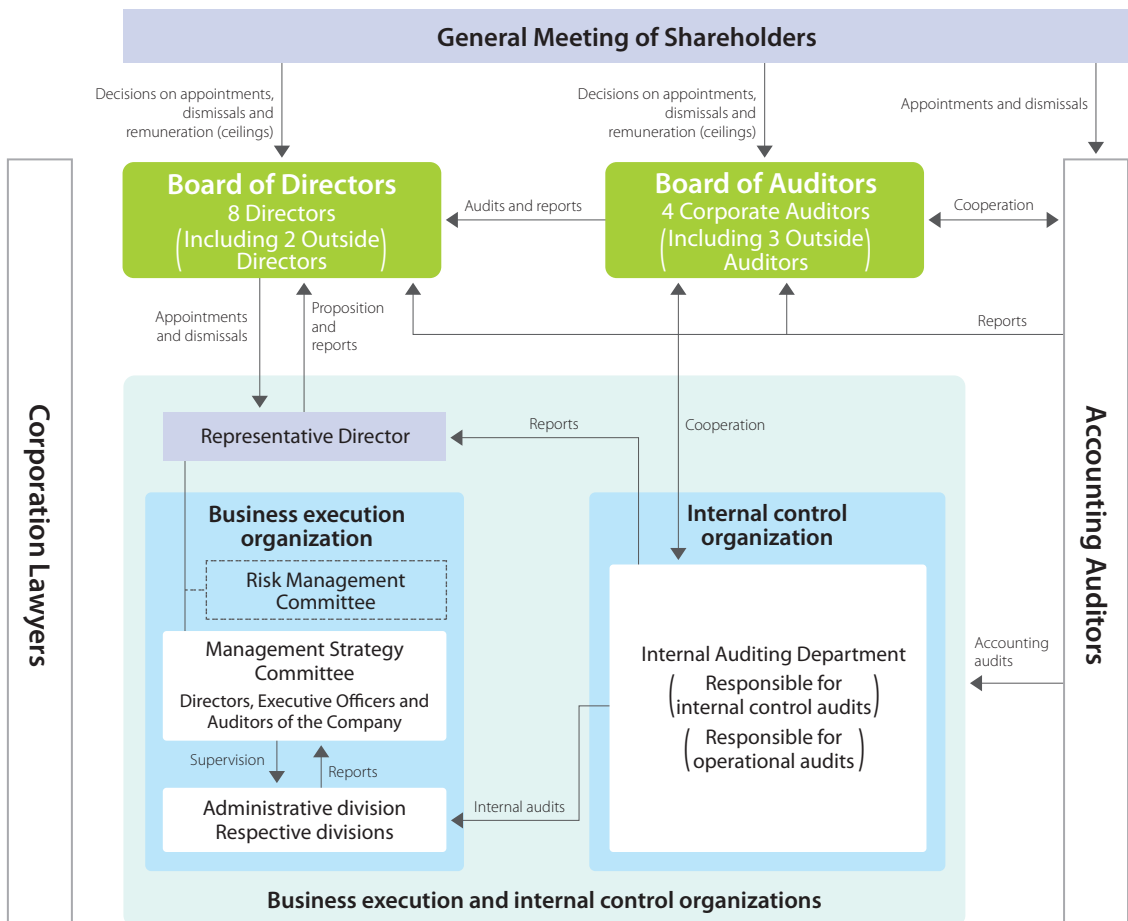 General Meeting of Shareholders
Decisions on appointments,
dismissals and
remuneration (ceilings)
Decisions on appointments,
dismissals and
remuneration (ceilings)
Appointments and dismissals
Board of Directors
8 Directors
(Including 2 Outside
Directors)
Audits and reports
Board of Auditors
4 Corporate Auditors
(Including 3 Outside
Auditors)
Cooperation
Appointments
and dismissals
Proposition
and
reports
Reports
Corporation Lawyers
Accounting Auditors
Representative Director
Reports
Cooperation
Business execution
organization
Risk Management
Committee
Management Strategy
Committee
Directors, Executive Officers and
Auditors of the Company
Supervision
Reports
Administrative division
Respective divisions
Internal audits
Internal control
organization
Internal Auditing Department
(Responsible for
internal control audits)
(Responsible for
operational audits)
Accounting
audits
Business execution and internal control organizations